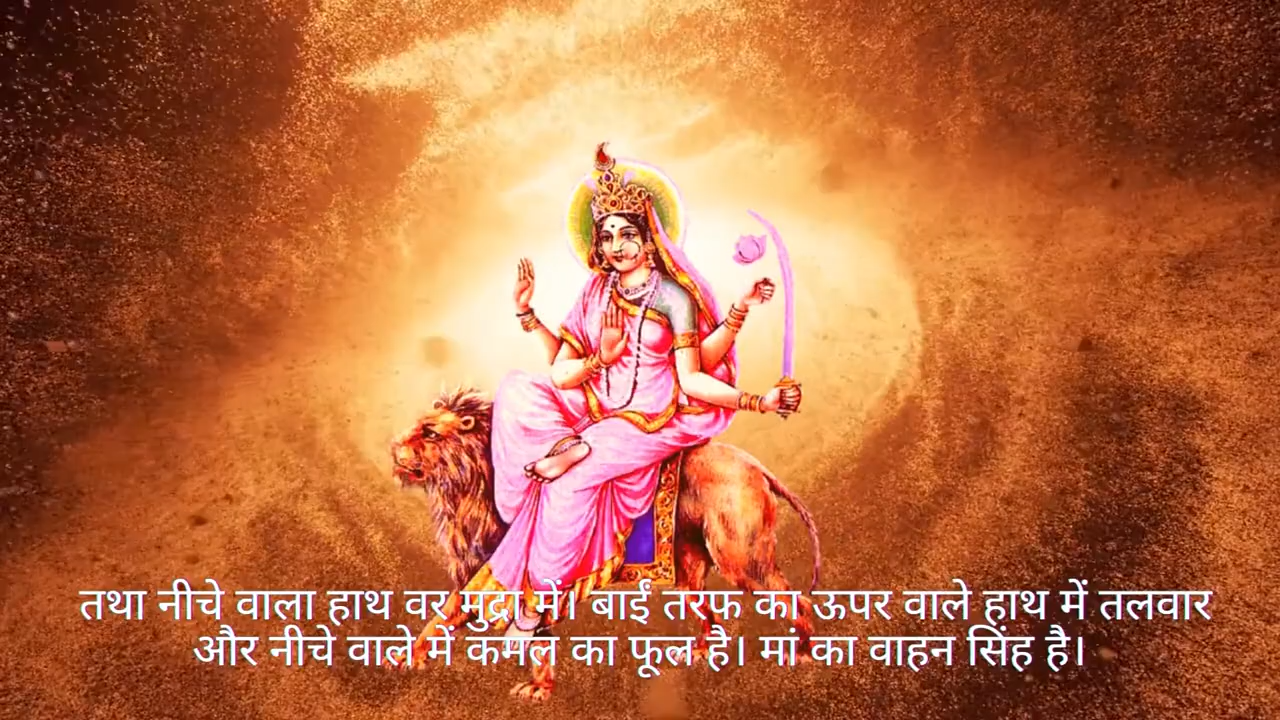 तथा नीचे वाला हाथ वर मुद्रा में। बाईं तरफ का ऊपर वाले हाथ में तलवार
और नीचे वाले में कमल का फूल है। मां का वाहन सिंह है।